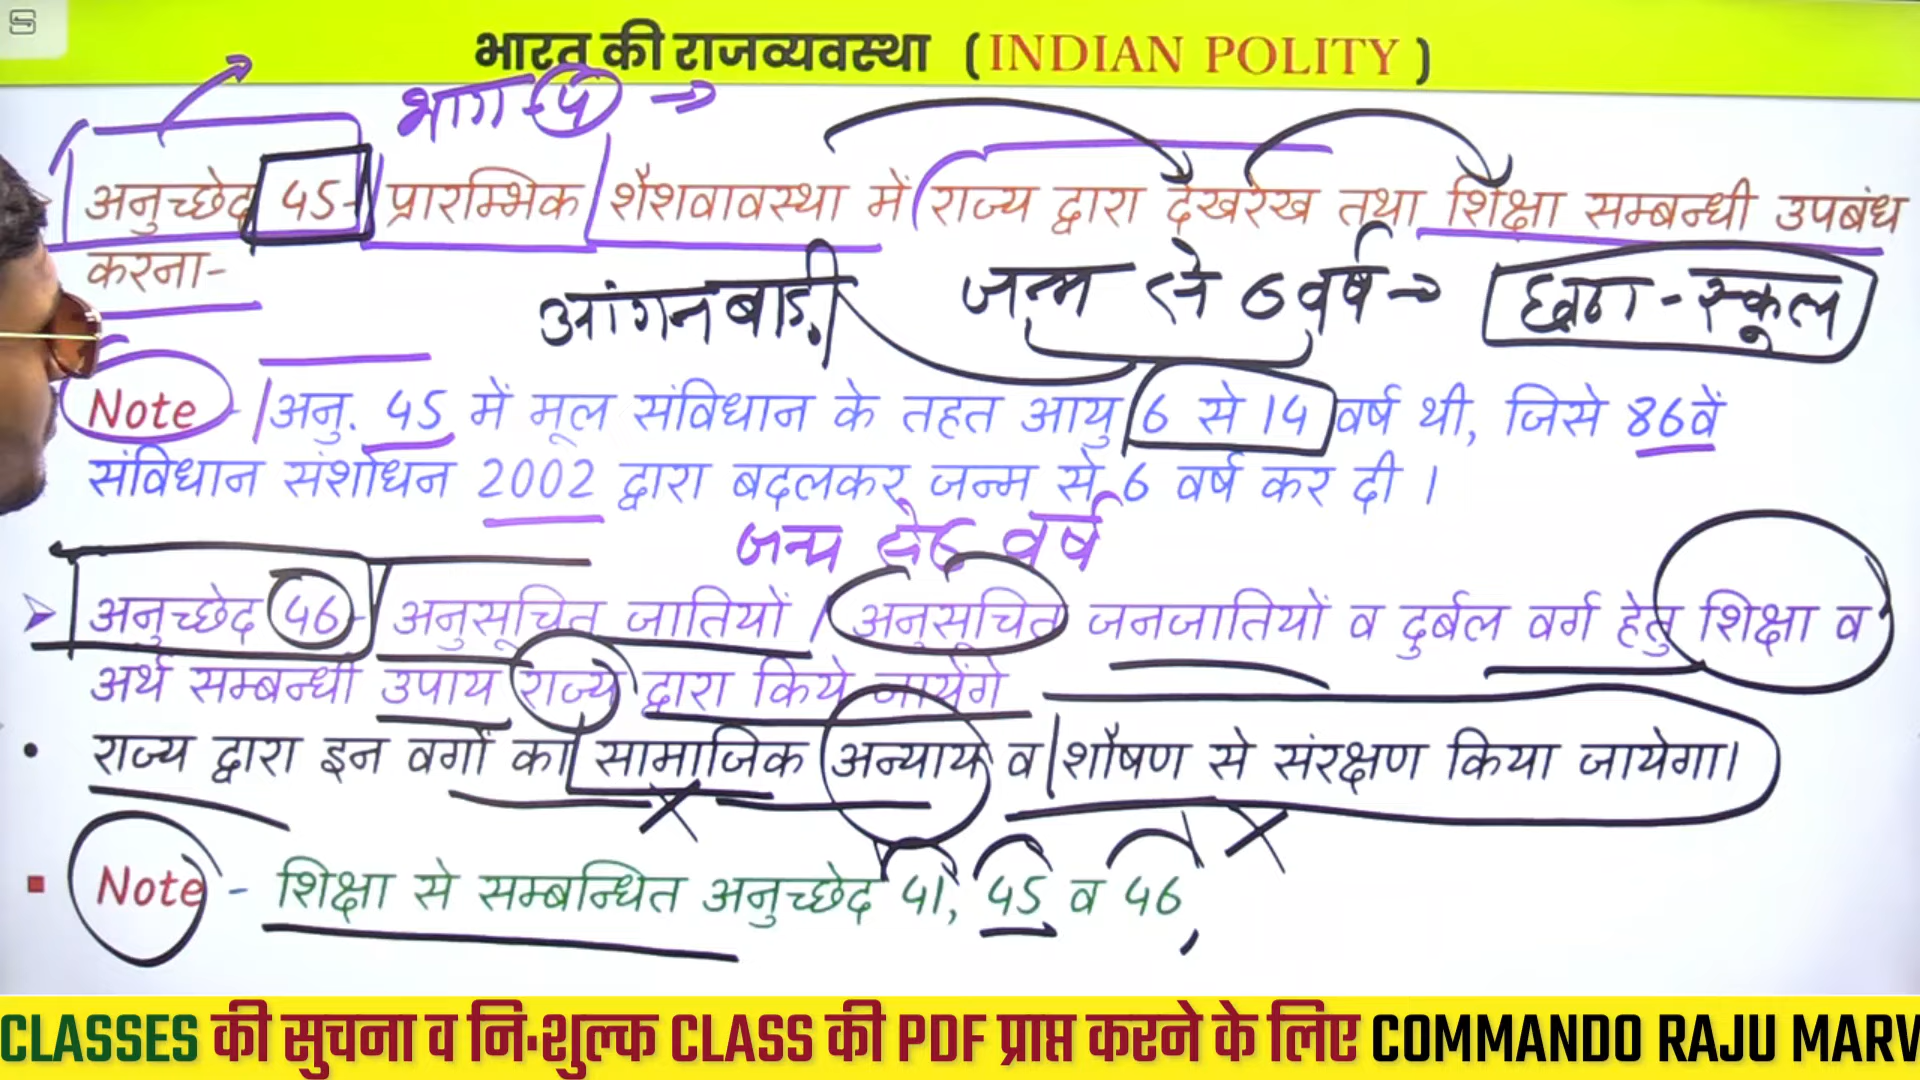 भारत की राजव्यवस्था (INDIAN POLITY)
भाग-4 →
अनुच्छेद 45- प्रारम्भिक शैशवावस्था में राज्य द्वारा देखरेख तथा शिक्षा सम्बन्धी उपबंध
करना-
आंगनबाड़ी जन्म से 6 वर्ष → - स्कूल
Note - अनु. 45 में मूल संविधान के तहत आयु 6 से 14 वर्ष थी, जिसे 86वें
संविधान संशोधन 2002 द्वारा बदलकर जन्म से 6 वर्ष कर दी ।
जन्म से 6 वर्ष
अनुच्छेद 46- अनुसूचित जातियों / अनुसूचित जनजातियों व दुर्बल वर्ग हेतु शिक्षा व
अर्थ सम्बन्धी उपाय राज्य द्वारा किये जायेंगे
• राज्य द्वारा इन वर्गों का सामाजिक अन्याय व शौषण से संरक्षण किया जायेगा।
Note - शिक्षा से सम्बन्धित अनुच्छेद 41, 45 व 46,
CLASSES की सुचना व नि:शुल्क CLASS की PDF प्राप्त करने के लिए COMMANDO RAJU MARV